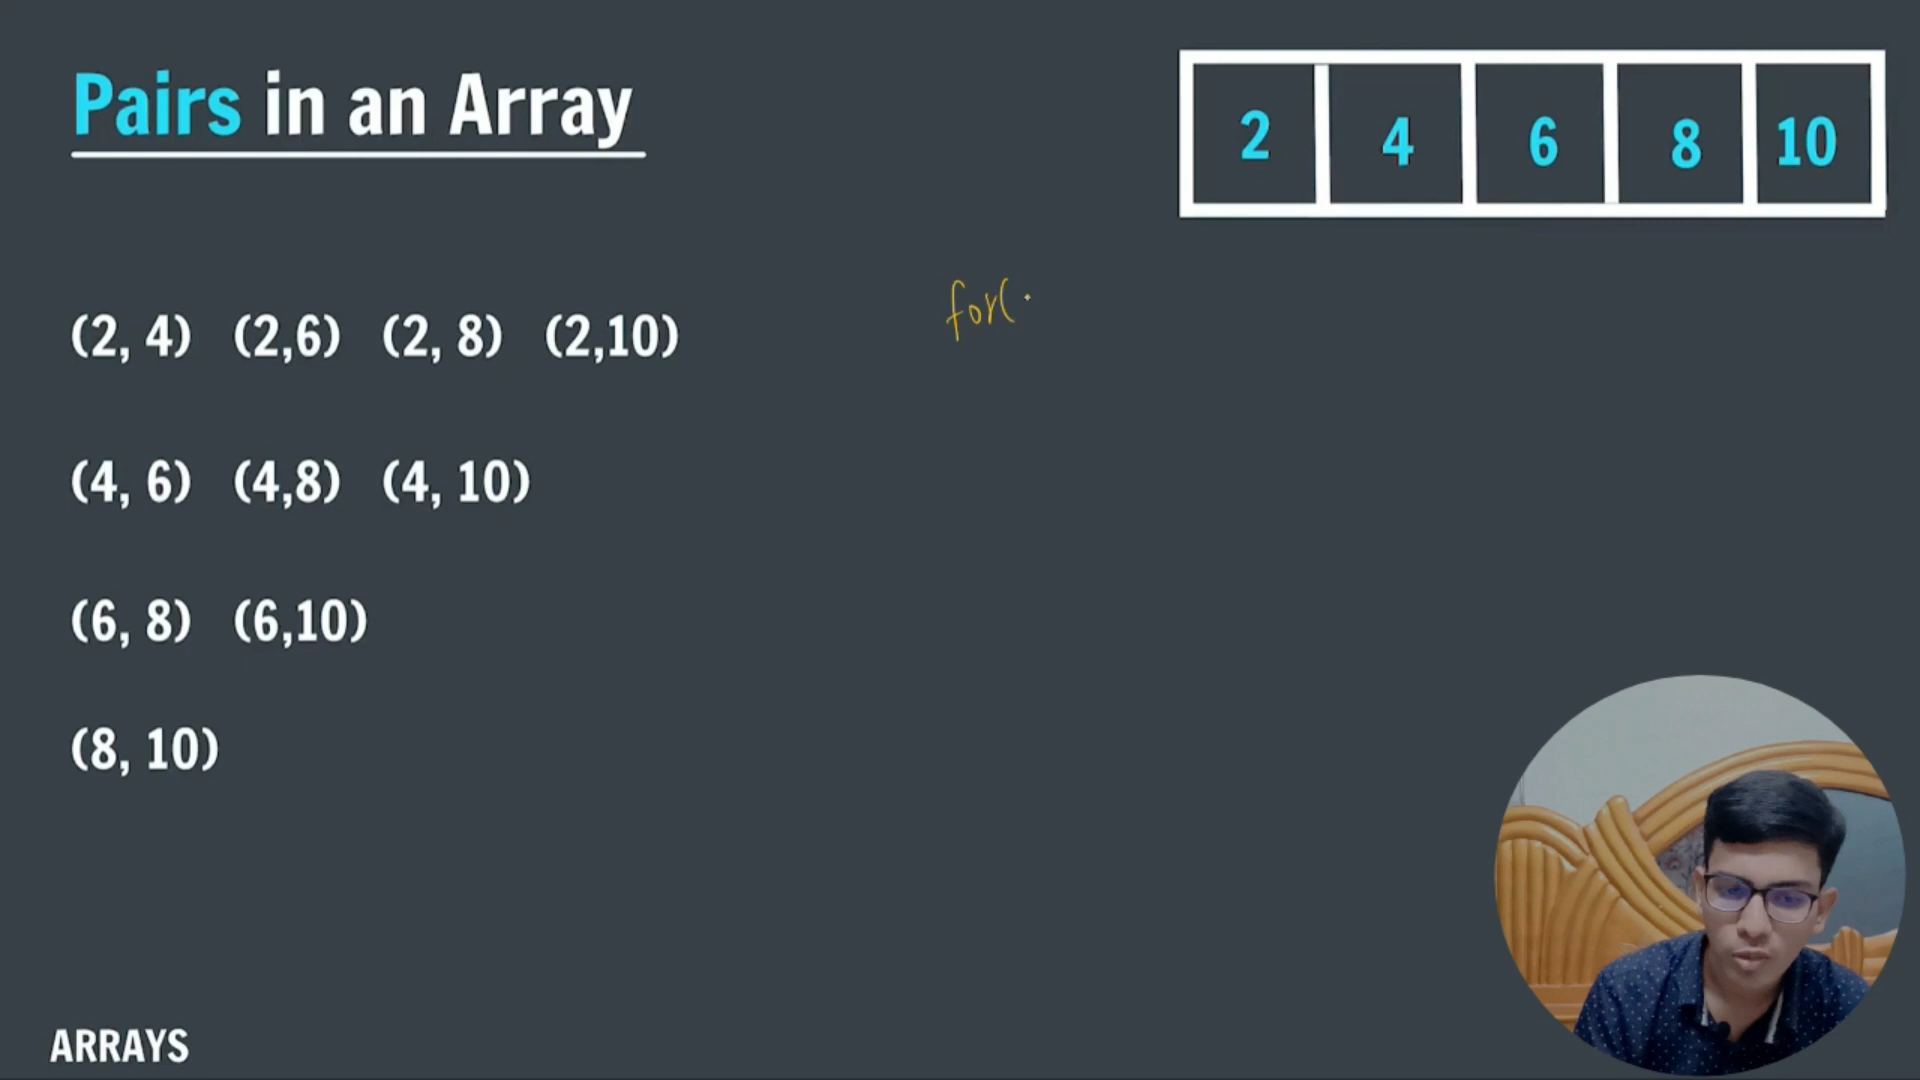 Pairs in an Array
2 4 6 8 10
for(
(2, 4) (2,6) (2, 8) (2,10)
(4, 6) (4,8) (4, 10)
(6, 8) (6,10)
(8, 10)
ARRAYS